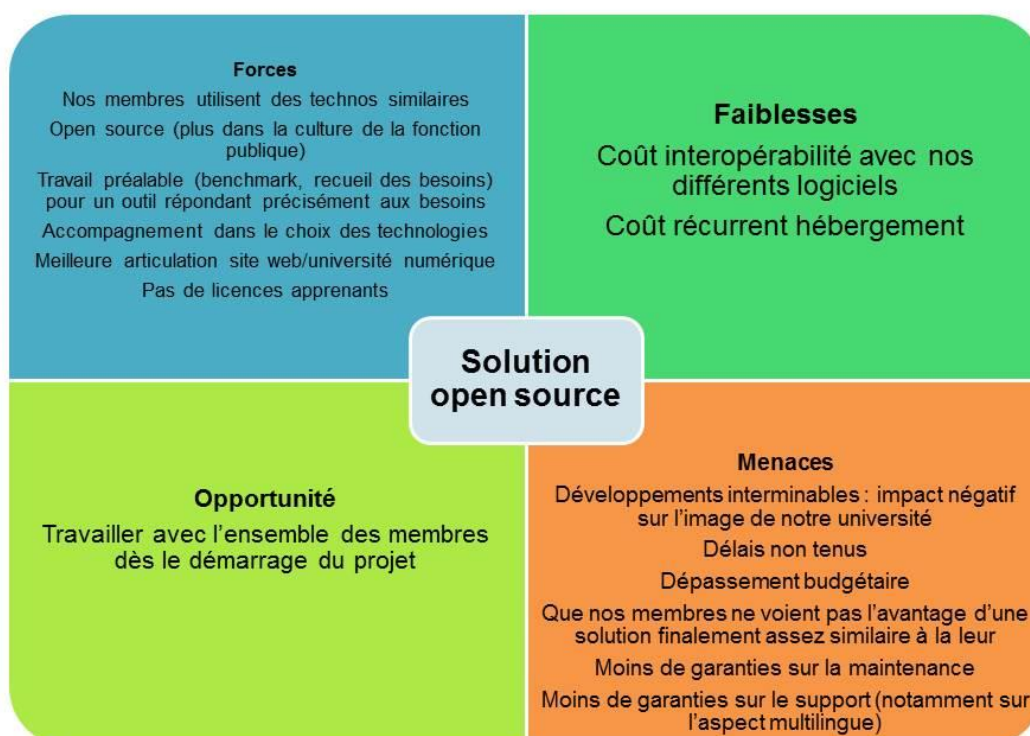 Forces
Nos membres utilisent des technos similaires
Open source (plus dans la culture de la fonction
publique)
Travail préalable (benchmark, recueil des besoins)
pour un outil répondant précisément aux besoins
Accompagnement dans le choix des technologies
Meilleure articulation site web/université numérique
Pas de licences apprenants
Faiblesses
Coût interopérabilité avec nos
différents logiciels
Coût récurrent hébergement
Solution
open source
Opportunité
Travailler avec l’ensemble des membres
dès le démarrage du projet
Menaces
Développements interminables : impact négatif
sur l’image de notre université
Délais non tenus
Dépassement budgétaire
Que nos membres ne voient pas l’avantage d’une
solution finalement assez similaire à la leur
Moins de garanties sur la maintenance
Moins de garanties sur le support (notamment sur
l’aspect multilingue)